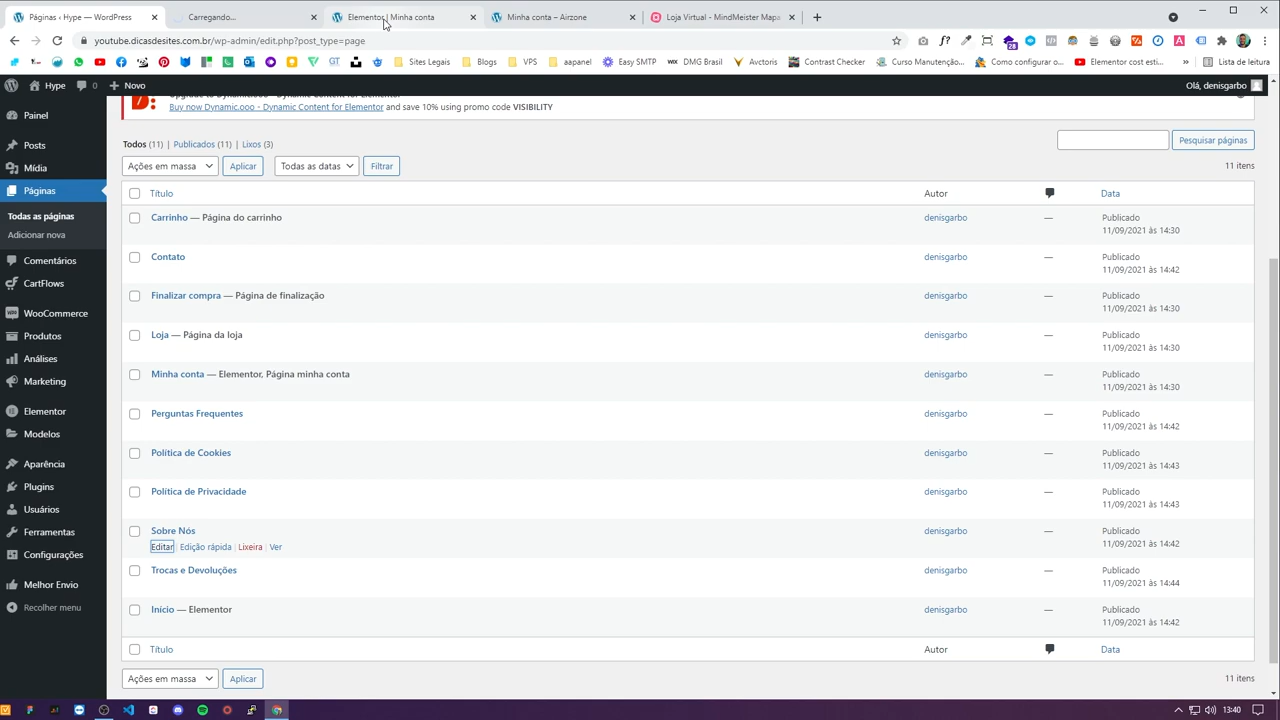 Páginas ‹ Hype — WordPress
Carregando...
Elementor | Minha conta
Minha conta – Airzone
Loja Virtual - MindMeister Mapa
youtube.dicasdesites.com.br/wp-admin/edit.php?post_type=page
Sites Legais
Blogs
VPS
aapanel
Easy SMTP
DMG Brasil
Avctoris
Contrast Checker
Curso Manutenção...
Como configurar o...
Elementor cost esti...
Lista de leitura
Hype
0
Novo
Olá, denisgarbo
Buy now Dynamic.ooo - Dynamic Content for Elementor and save 10% using promo code VISIBILITY
Painel
Posts
Mídia
Páginas
Todas as páginas
Adicionar nova
Comentários
CartFlows
WooCommerce
Produtos
Análises
Marketing
Elementor
Modelos
Aparência
Plugins
Usuários
Ferramentas
Configurações
Melhor Envio
Recolher menu
Todos (11) | Publicados (11) | Lixos (3)
Pesquisar páginas
Ações em massa
Aplicar
Todas as datas
Filtrar
11 itens
Título
Autor
Data
Carrinho — Página do carrinho
denisgarbo
—
Publicado
11/09/2021 às 14:30
Contato
denisgarbo
—
Publicado
11/09/2021 às 14:42
Finalizar compra — Página de finalização
denisgarbo
—
Publicado
11/09/2021 às 14:30
Loja — Página da loja
denisgarbo
—
Publicado
11/09/2021 às 14:30
Minha conta — Elementor, Página minha conta
denisgarbo
—
Publicado
11/09/2021 às 14:30
Perguntas Frequentes
denisgarbo
—
Publicado
11/09/2021 às 14:42
Política de Cookies
denisgarbo
—
Publicado
11/09/2021 às 14:43
Política de Privacidade
denisgarbo
—
Publicado
11/09/2021 às 14:43
Sobre Nós
Editar | Edição rápida | Lixeira | Ver
denisgarbo
—
Publicado
11/09/2021 às 14:42
Trocas e Devoluções
denisgarbo
—
Publicado
11/09/2021 às 14:44
Início — Elementor
denisgarbo
—
Publicado
11/09/2021 às 14:42
Título
Autor
Data
Ações em massa
Aplicar
11 itens
13:40